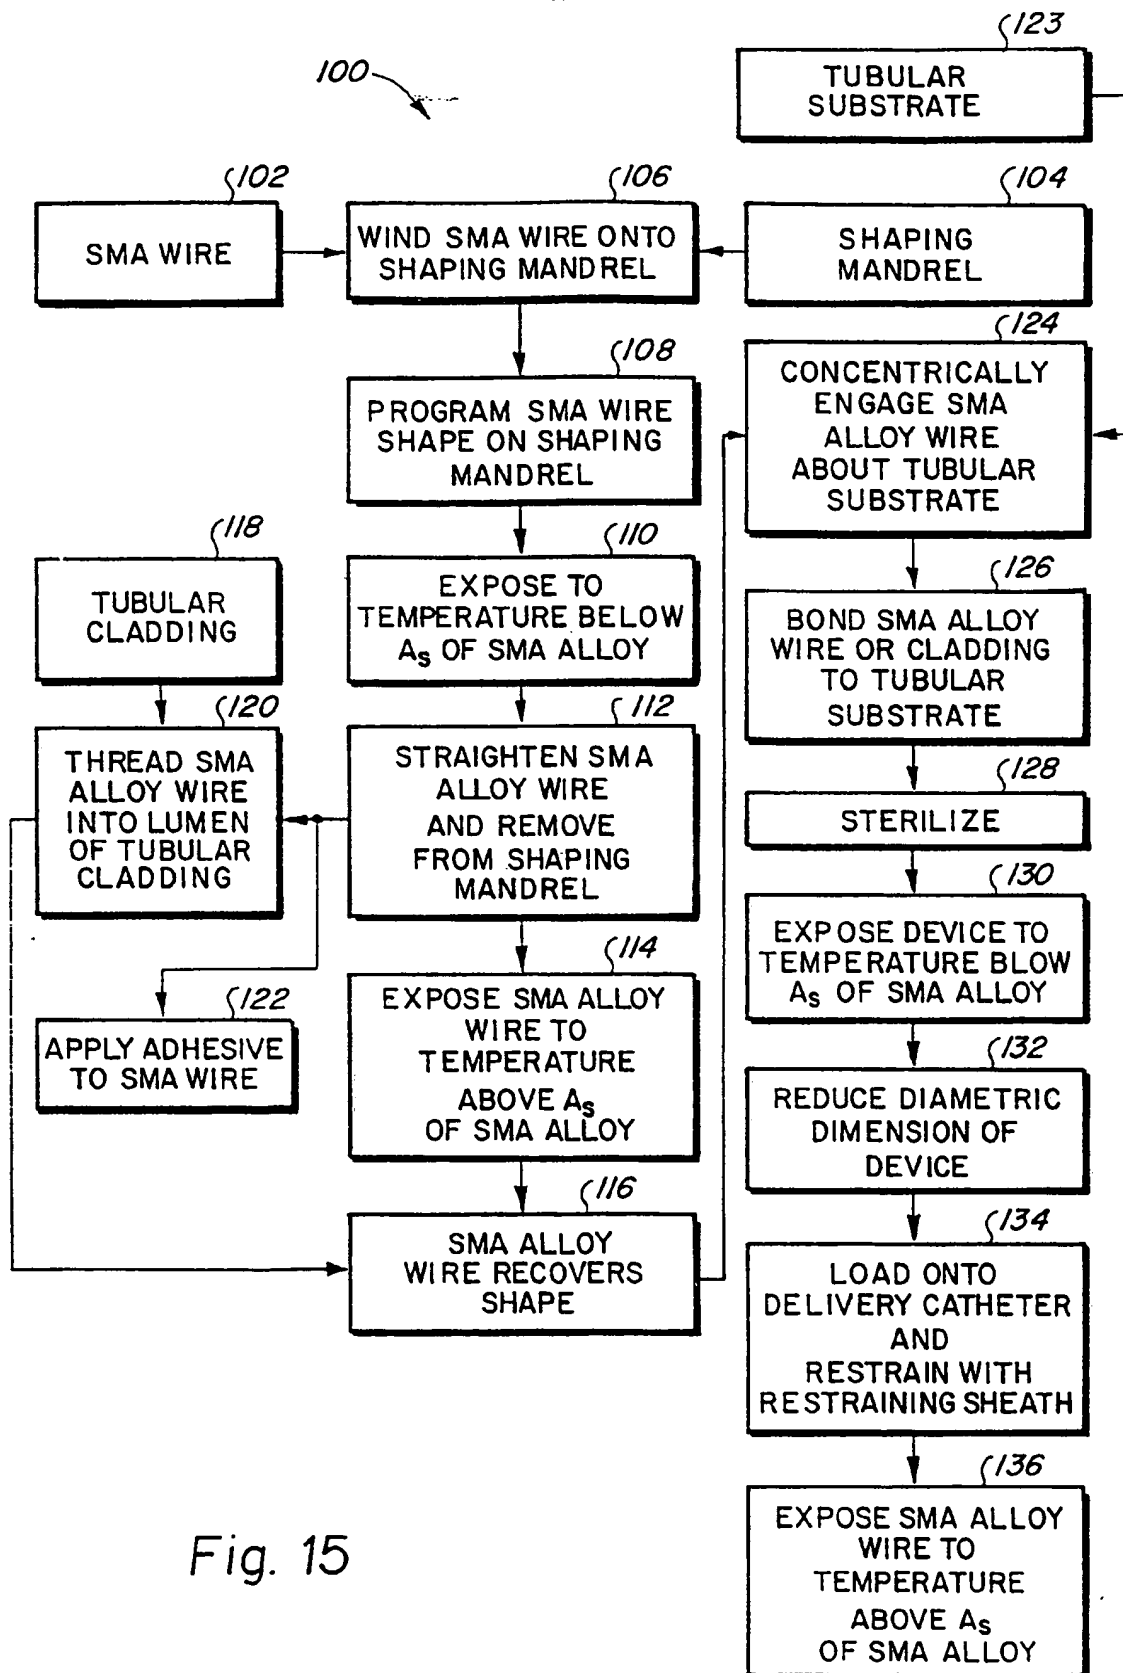 123
TUBULAR
SUBSTRATE
100
102
SMA WIRE
106
WIND SMA WIRE ONTO
SHAPING MANDREL
104
SHAPING
MANDREL
108
PROGRAM SMA WIRE
SHAPE ON SHAPING
MANDREL
124
CONCENTRICALLY
ENGAGE SMA
ALLOY WIRE
ABOUT TUBULAR
SUBSTRATE
118
TUBULAR
CLADDING
110
EXPOSE TO
TEMPERATURE BELOW
As OF SMA ALLOY
126
BOND SMA ALLOY
WIRE OR CLADDING
TO TUBULAR
SUBSTRATE
120
THREAD SMA
ALLOY WIRE
INTO LUMEN
OF TUBULAR
CLADDING
112
STRAIGHTEN SMA
ALLOY WIRE
AND REMOVE
FROM SHAPING
MANDREL
128
STERILIZE
130
EXPOSE DEVICE TO
TEMPERATURE BLOW
As OF SMA ALLOY
122
APPLY ADHESIVE
TO SMA WIRE
114
EXPOSE SMA ALLOY
WIRE TO
TEMPERATURE
ABOVE As
OF SMA ALLOY
132
REDUCE DIAMETRIC
DIMENSION OF
DEVICE
116
SMA ALLOY
WIRE RECOVERS
SHAPE
134
LOAD ONTO
DELIVERY CATHETER
AND
RESTRAIN WITH
RESTRAINING SHEATH
136
EXPOSE SMA ALLOY
WIRE TO
TEMPERATURE
ABOVE As
OF SMA ALLOY
Fig. 15